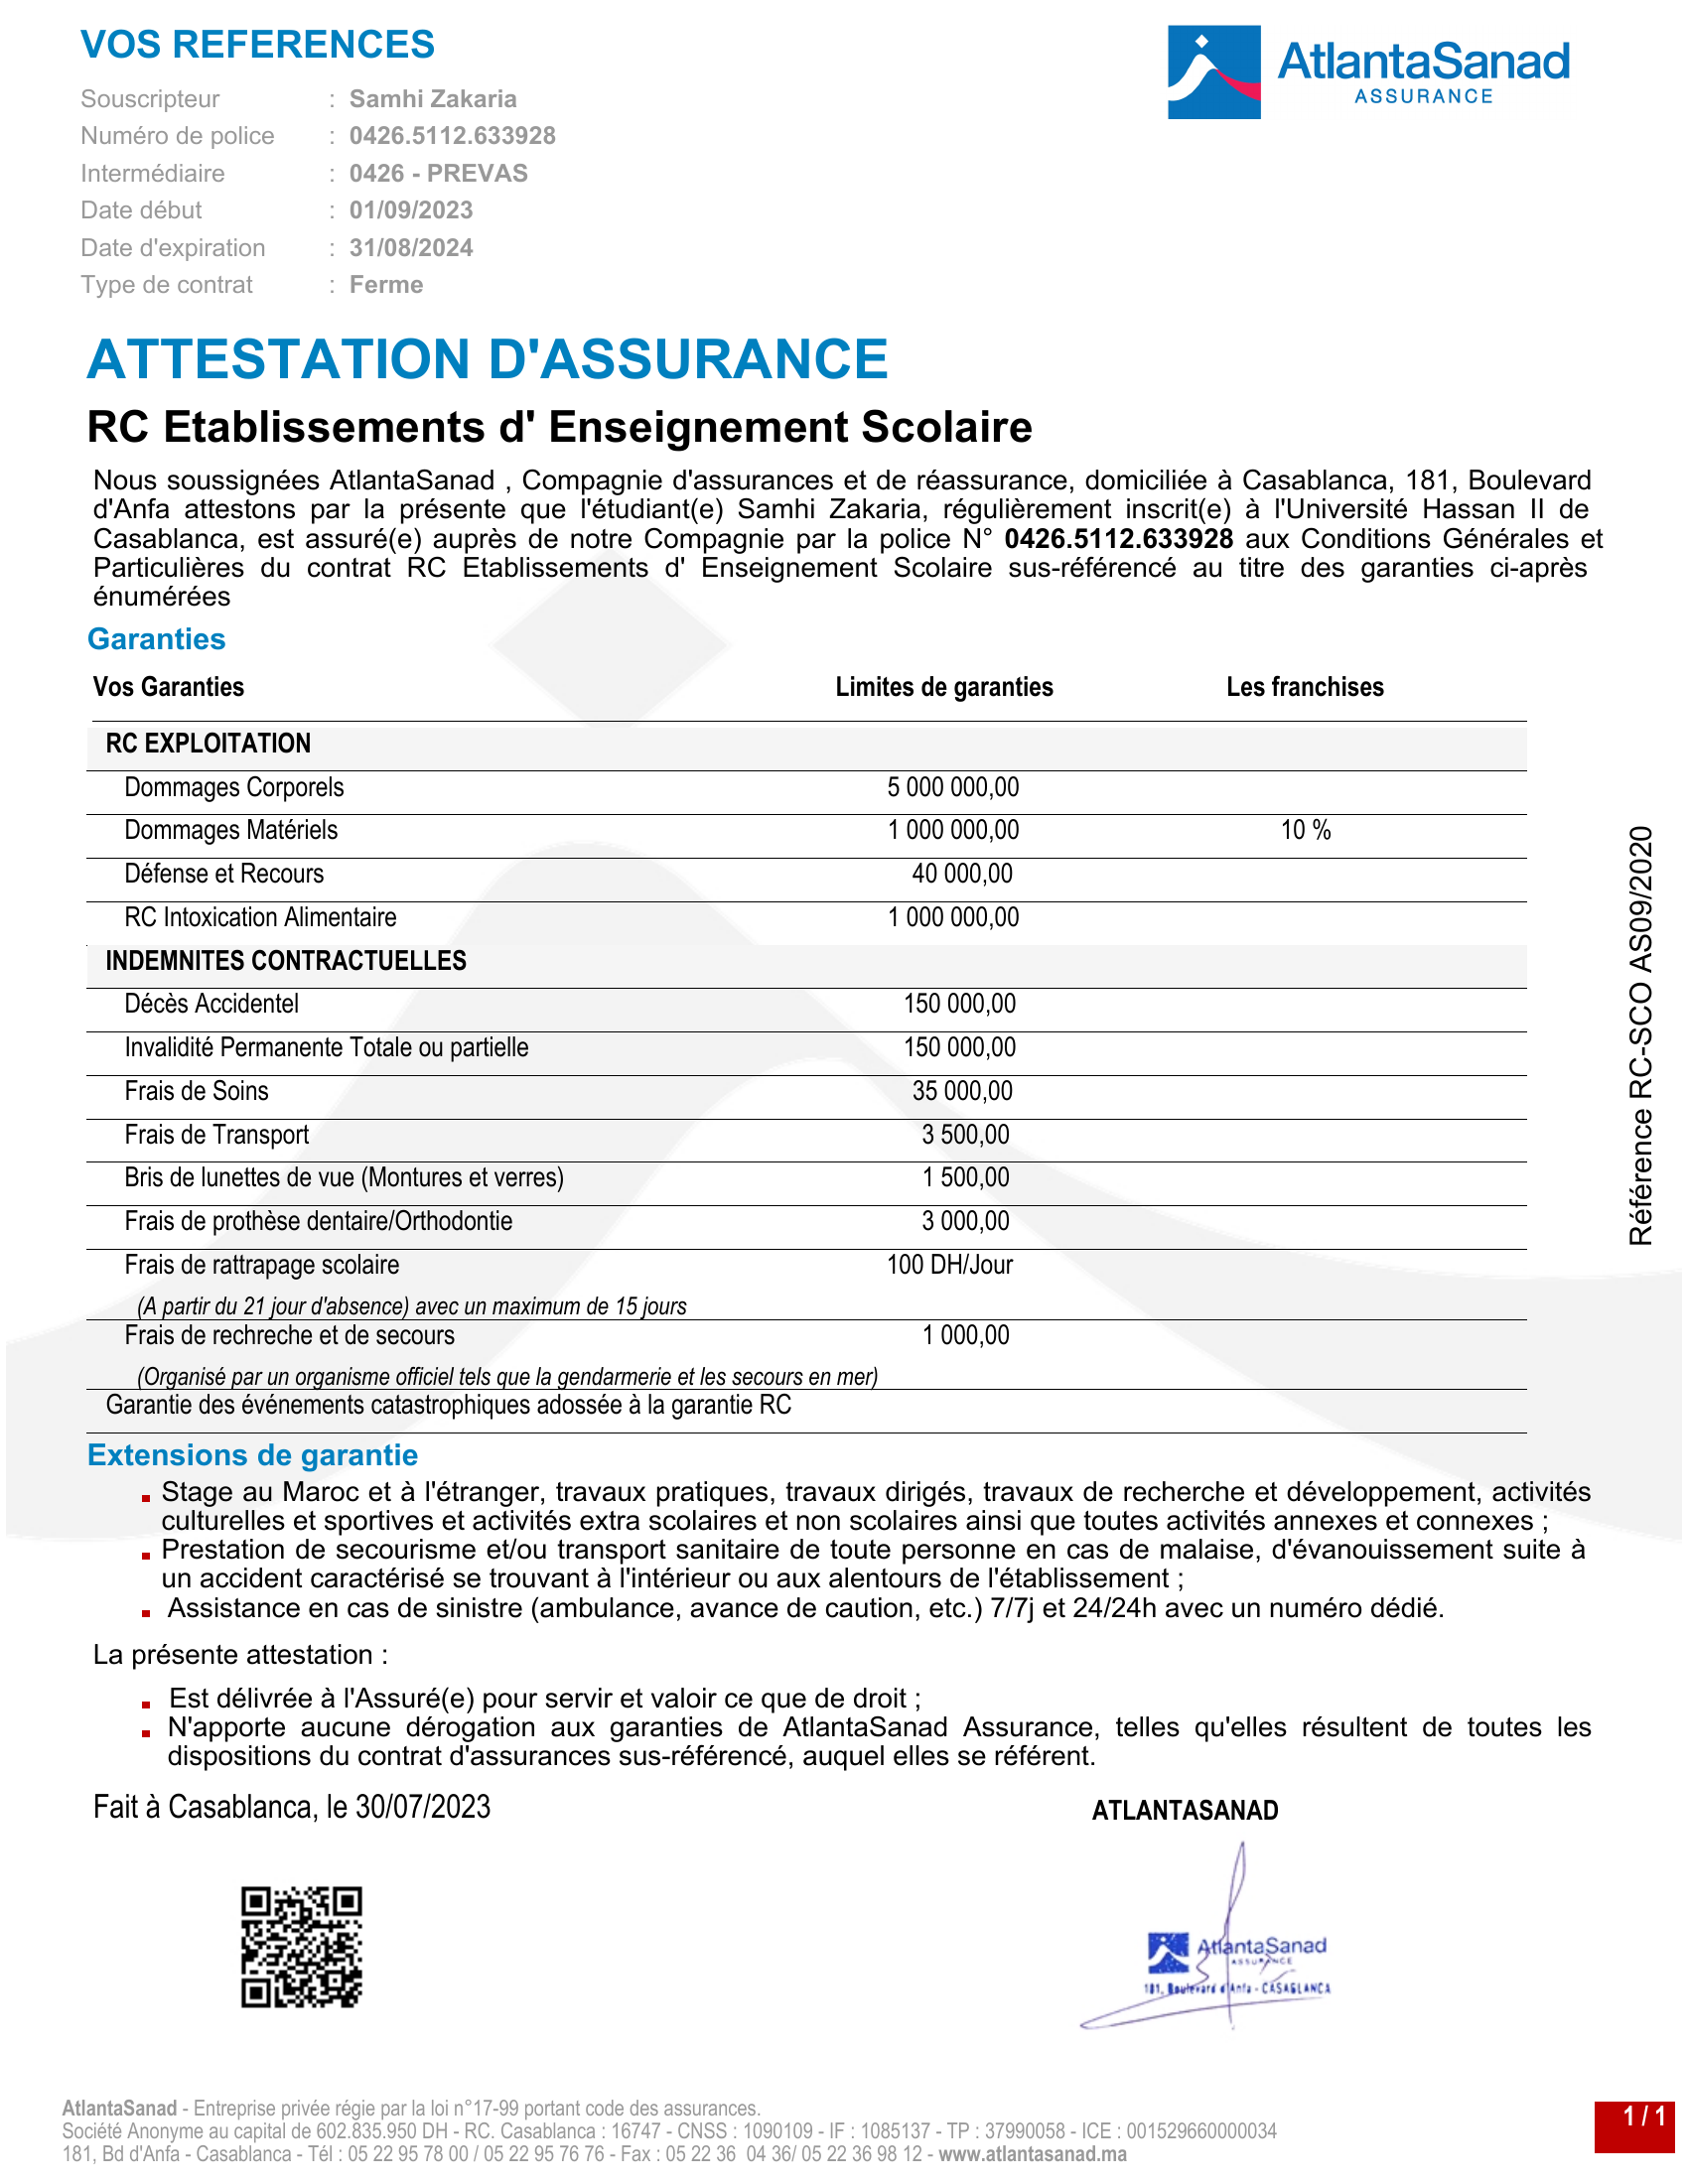 VOS REFERENCES
AtlantaSanad
ASSURANCE
Souscripteur : Samhi Zakaria
Numéro de police : 0426.5112.633928
Intermédiaire : 0426 - PREVAS
Date début : 01/09/2023
Date d'expiration : 31/08/2024
Type de contrat : Ferme
ATTESTATION D'ASSURANCE
RC Etablissements d' Enseignement Scolaire
Nous soussignées AtlantaSanad , Compagnie d'assurances et de réassurance, domiciliée à Casablanca, 181, Boulevard
d'Anfa attestons par la présente que l'étudiant(e) Samhi Zakaria, régulièrement inscrit(e) à l'Université Hassan II de
Casablanca, est assuré(e) auprès de notre Compagnie par la police N° 0426.5112.633928 aux Conditions Générales et
Particulières du contrat RC Etablissements d' Enseignement Scolaire sus-référencé au titre des garanties ci-après
énumérées
Garanties
Vos Garanties Limites de garanties Les franchises
RC EXPLOITATION
Dommages Corporels 5 000 000,00
Dommages Matériels 1 000 000,00 10 %
Défense et Recours 40 000,00
RC Intoxication Alimentaire 1 000 000,00
INDEMNITES CONTRACTUELLES
Décès Accidentel 150 000,00
Invalidité Permanente Totale ou partielle 150 000,00
Frais de Soins 35 000,00
Frais de Transport 3 500,00
Bris de lunettes de vue (Montures et verres) 1 500,00
Frais de prothèse dentaire/Orthodontie 3 000,00
Frais de rattrapage scolaire 100 DH/Jour
(A partir du 21 jour d'absence) avec un maximum de 15 jours
Frais de rechreche et de secours 1 000,00
(Organisé par un organisme officiel tels que la gendarmerie et les secours en mer)
Garantie des événements catastrophiques adossée à la garantie RC
Référence RC-SCO AS09/2020
Extensions de garantie
Stage au Maroc et à l'étranger, travaux pratiques, travaux dirigés, travaux de recherche et développement, activités
culturelles et sportives et activités extra scolaires et non scolaires ainsi que toutes activités annexes et connexes ;
Prestation de secourisme et/ou transport sanitaire de toute personne en cas de malaise, d'évanouissement suite à
un accident caractérisé se trouvant à l'intérieur ou aux alentours de l'établissement ;
Assistance en cas de sinistre (ambulance, avance de caution, etc.) 7/7j et 24/24h avec un numéro dédié.
La présente attestation :
Est délivrée à l'Assuré(e) pour servir et valoir ce que de droit ;
N'apporte aucune dérogation aux garanties de AtlantaSanad Assurance, telles qu'elles résultent de toutes les
dispositions du contrat d'assurances sus-référencé, auquel elles se référent.
Fait à Casablanca, le 30/07/2023
ATLANTASANAD
AtlantaSanad
ASSURANCE
181, Boulevard d'Anfa - CASABLANCA
AtlantaSanad - Entreprise privée régie par la loi n°17-99 portant code des assurances.
Société Anonyme au capital de 602.835.950 DH - RC. Casablanca : 16747 - CNSS : 1090109 - IF : 1085137 - TP : 37990058 - ICE : 001529660000034
181, Bd d'Anfa - Casablanca - Tél : 05 22 95 78 00 / 05 22 95 76 76 - Fax : 05 22 36 04 36/ 05 22 36 98 12 - www.atlantasanad.ma
1 / 1